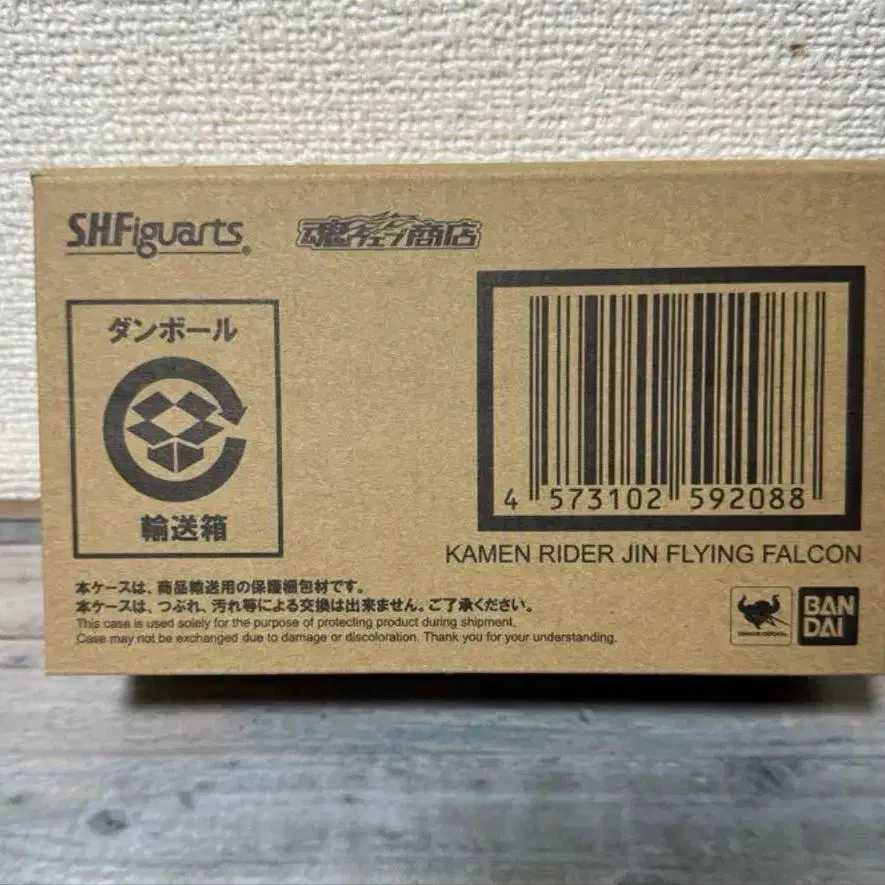 S.H.Figuarts®
魂ウェブ商店
ダンボール
輸送箱
4 573102 592088
KAMEN RIDER JIN FLYING FALCON
本ケースは、商品輸送用の保護梱包材です。
本ケースは、つぶれ、汚れ等による交換は出来ません。ご了承ください。
This case is used solely for the purpose of protecting product during shipment.
Case may not be exchanged due to damage or discoloration. Thank you for your understanding.
BAN
DAI